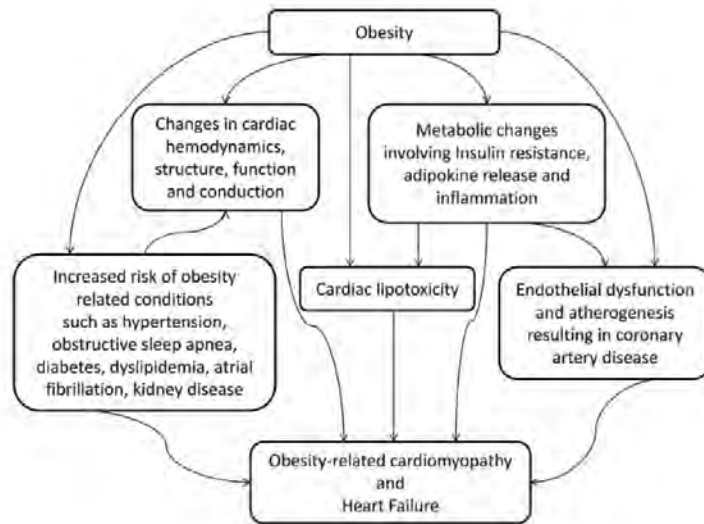 Obesity
Changes in cardiac
hemodynamics,
structure, function
and conduction
Metabolic changes
involving Insulin resistance,
adipokine release and
inflammation
Increased risk of obesity
related conditions
such as hypertension,
obstructive sleep apnea,
diabetes, dyslipidemia, atrial
fibrillation, kidney disease
Cardiac lipotoxicity
Endothelial dysfunction
and atherogenesis
resulting in coronary
artery disease
Obesity-related cardiomyopathy
and
Heart Failure